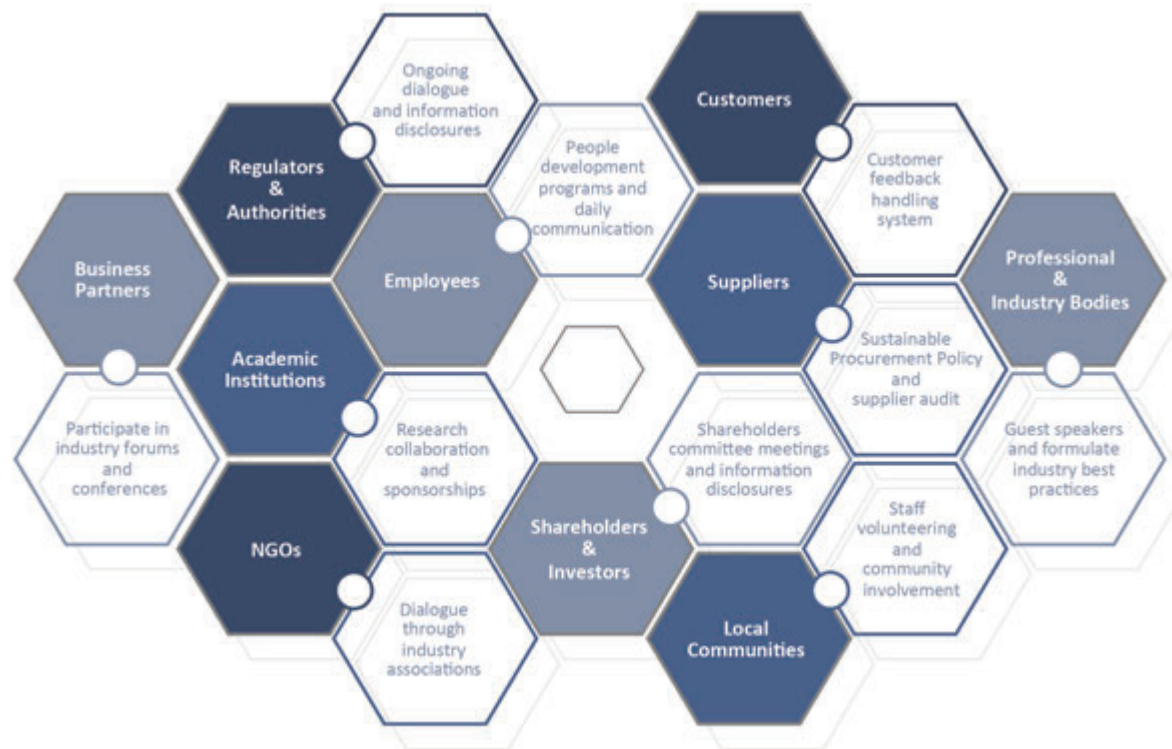 Ongoing
dialogue
and information
disclosures
Customers
Regulators
&
Authorities
People
development
programs and
daily
communication
Customer
feedback
handling
system
Business
Partners
Employees
Suppliers
Professional
&
Industry Bodies
Academic
Institutions
Sustainable
Procurement Policy
and
supplier audit
Participate in
industry forums
and
conferences
Research
collaboration
and
sponsorships
Shareholders
committee meetings
and information
disclosures
Guest speakers
and formulate
industry best
practices
NGOs
Shareholders
&
Investors
Staff
volunteering
and
community
involvement
Dialogue
through
industry
associations
Local
Communities